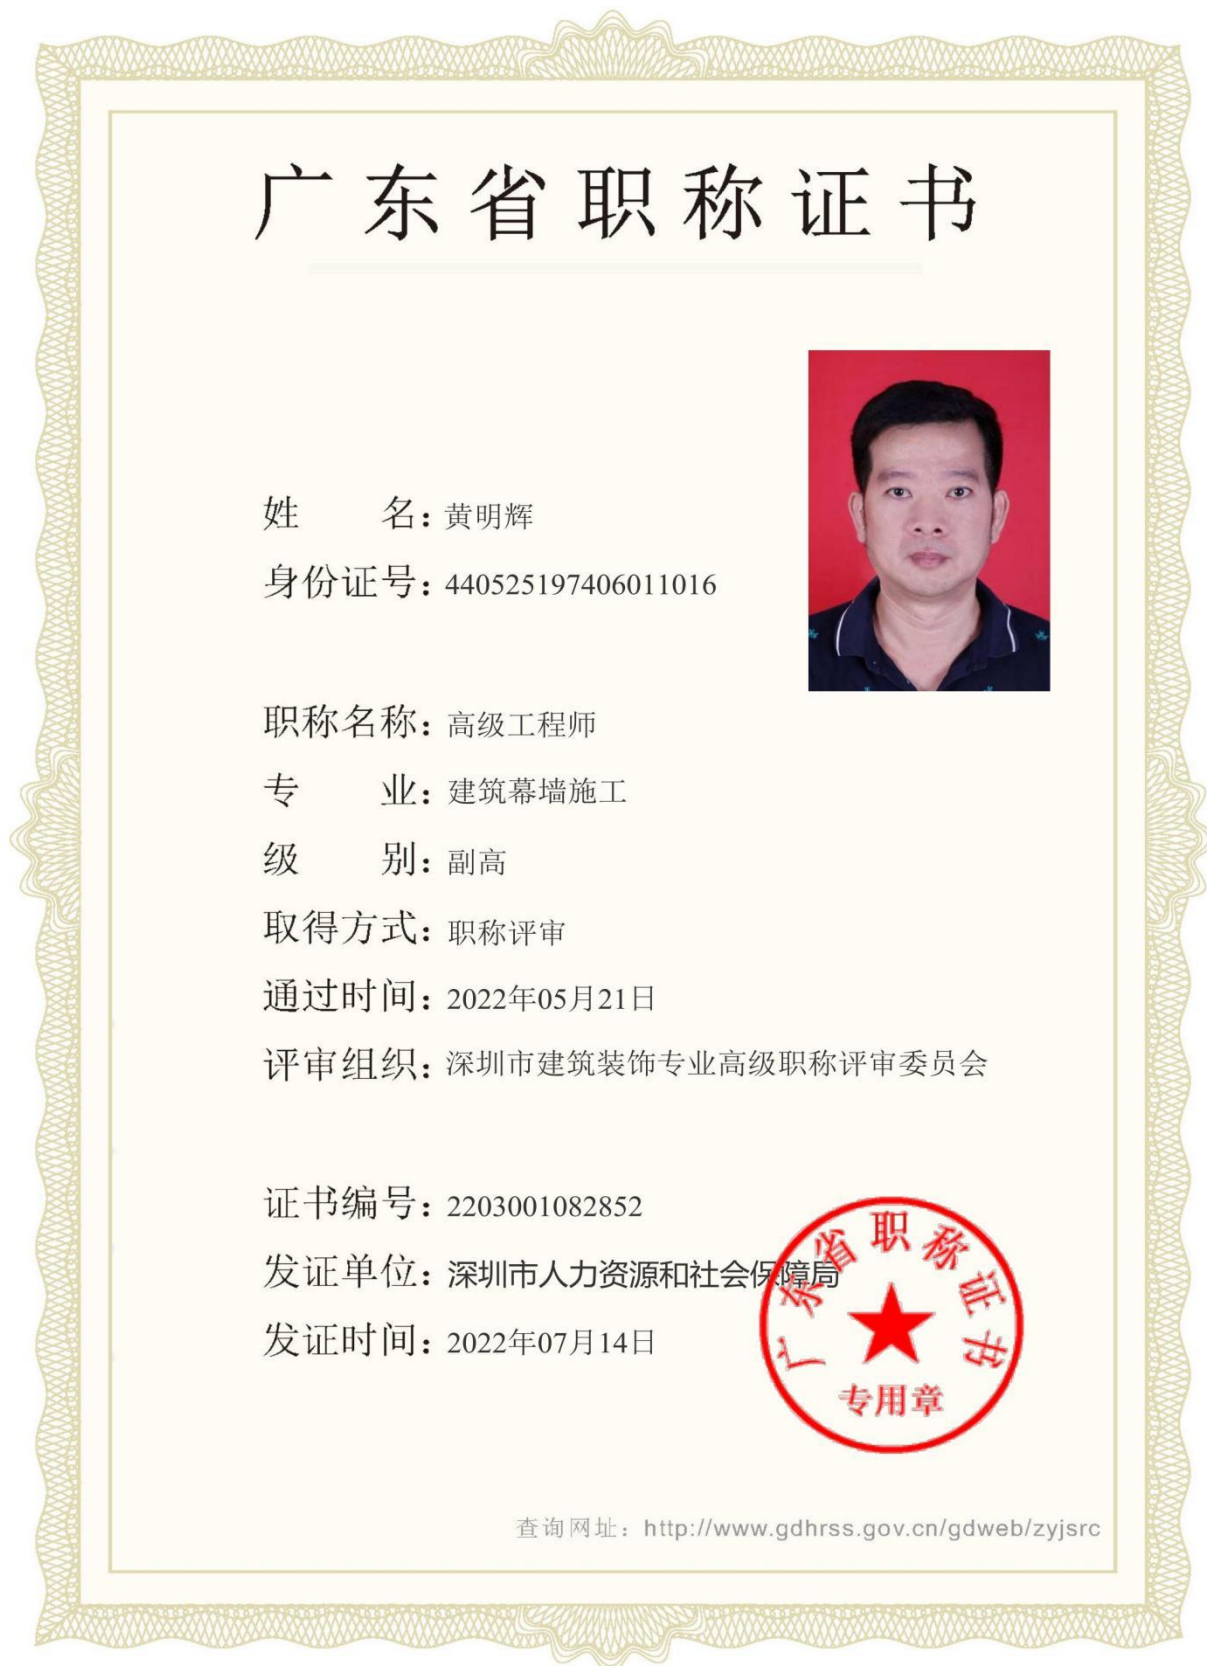 广东省职称证书
姓 名：黄明辉
身份证号：440525197406011016
职称名称：高级工程师
专 业：建筑幕墙施工
级 别：副高
取得方式：职称评审
通过时间：2022年05月21日
评审组织：深圳市建筑装饰专业高级职称评审委员会
证书编号：2203001082852
发证单位：深圳市人力资源和社会保障局
发证时间：2022年07月14日
广东省职称证书
专用章
查询网址：http://www.gdhrss.gov.cn/gdweb/zyjsrc